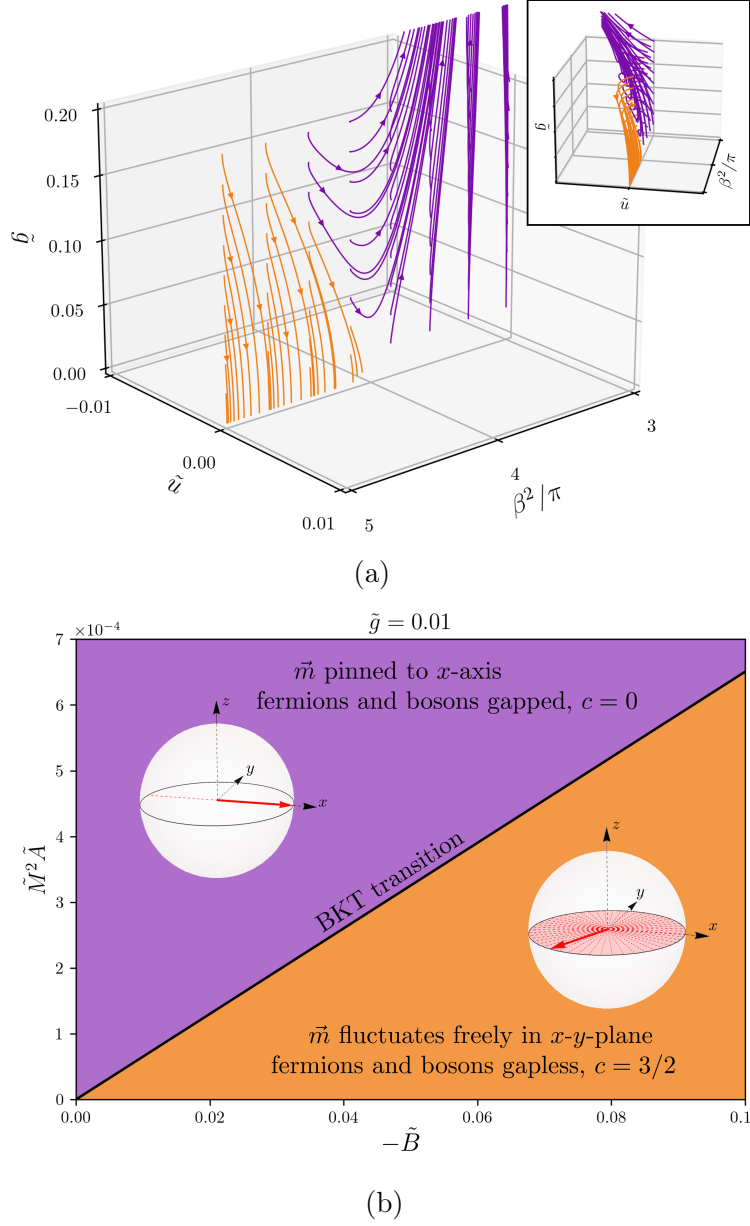 0.20
0.15
0.10
0.05
0.00
g̃
−0.01
0.00
0.01
ũ
5
4
3
β²/π
g̃
ũ
β²/π
(a)
g̃ = 0.01
×10⁻⁴
7
6
5
4
3
2
1
0
M̃²Ã
m⃗ pinned to x-axis
fermions and bosons gapped, c = 0
z
y
x
BKT transition
z
y
x
m⃗ fluctuates freely in x-y-plane
fermions and bosons gapless, c = 3/2
0.00
0.02
0.04
0.06
0.08
0.1
−B̃
(b)